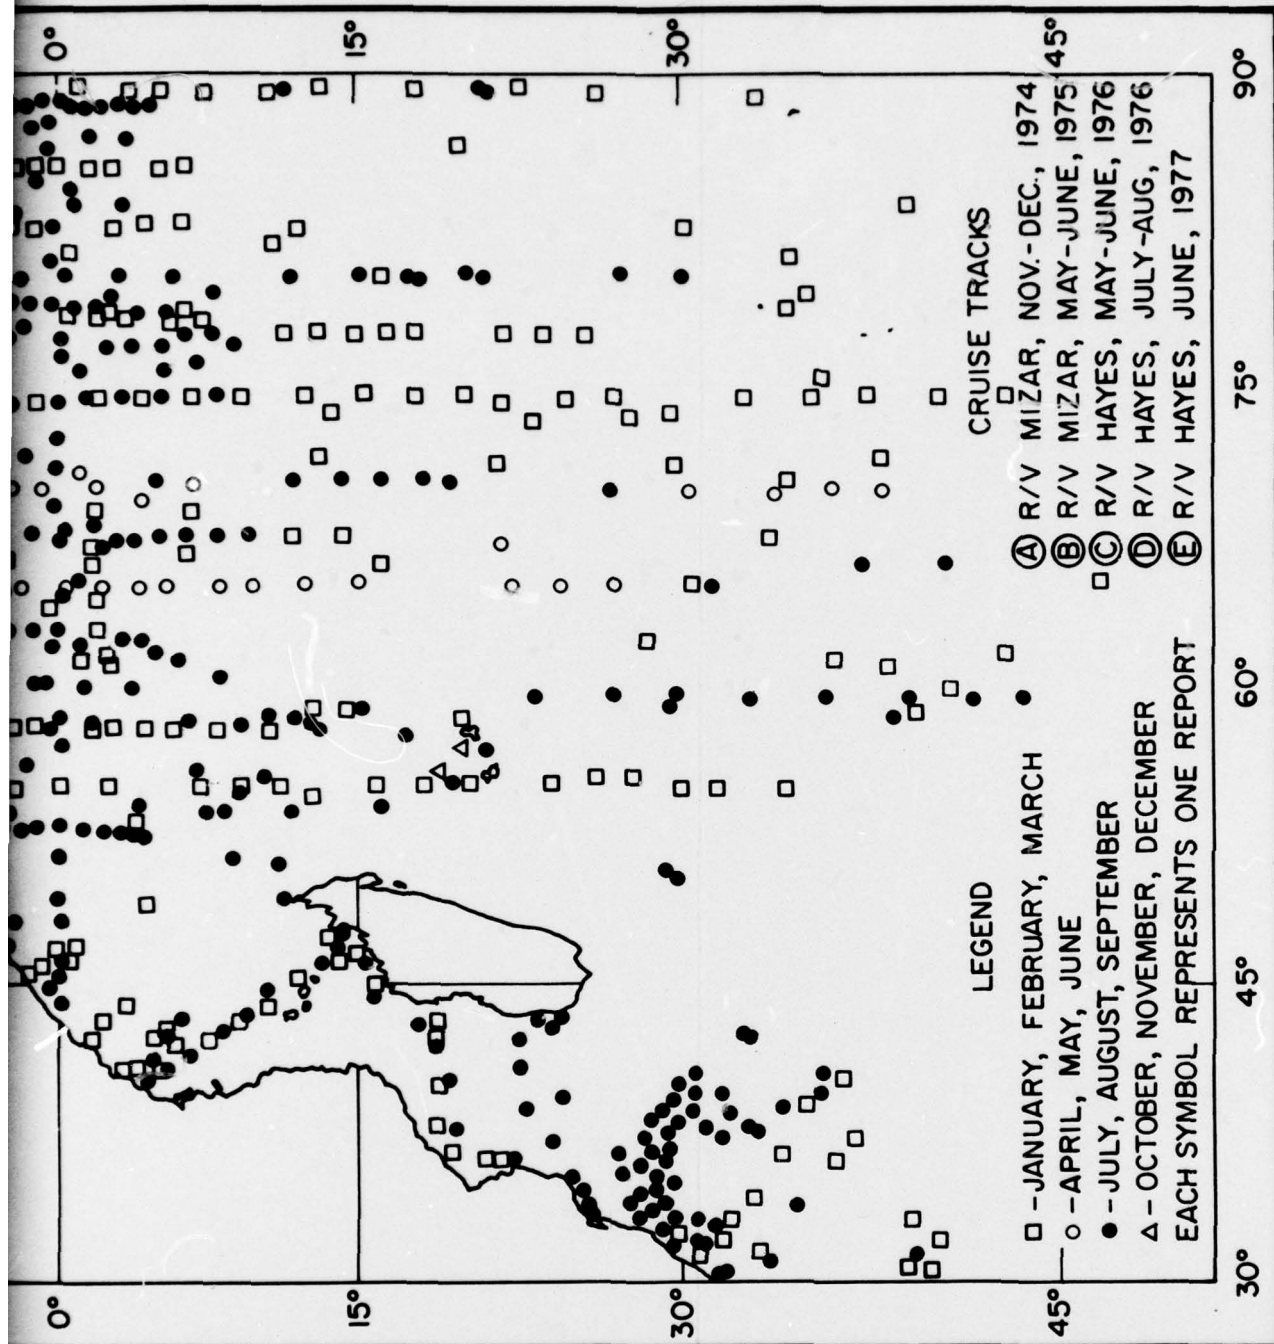 0°
15°
30°
45°
90°
75°
60°
45°
30°
0°
15°
30°
45°
CRUISE TRACKS
Ⓐ R/V MIZAR, NOV.-DEC., 1974
Ⓑ R/V MIZAR, MAY-JUNE, 1975
Ⓒ R/V HAYES, MAY-JUNE, 1976
Ⓓ R/V HAYES, JULY-AUG, 1976
Ⓔ R/V HAYES, JUNE, 1977
LEGEND
□ - JANUARY, FEBRUARY, MARCH
○ - APRIL, MAY, JUNE
● - JULY, AUGUST, SEPTEMBER
△ - OCTOBER, NOVEMBER, DECEMBER
EACH SYMBOL REPRESENTS ONE REPORT